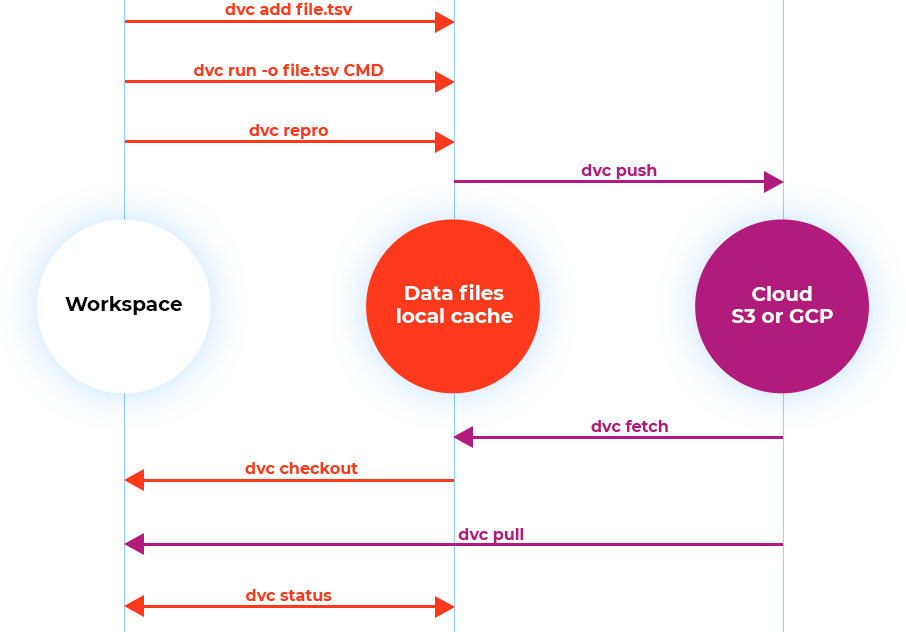 dvc add file.tsv
dvc run -o file.tsv CMD
dvc repro
dvc push
Workspace
Data files
local cache
Cloud
S3 or GCP
dvc fetch
dvc checkout
dvc pull
dvc status